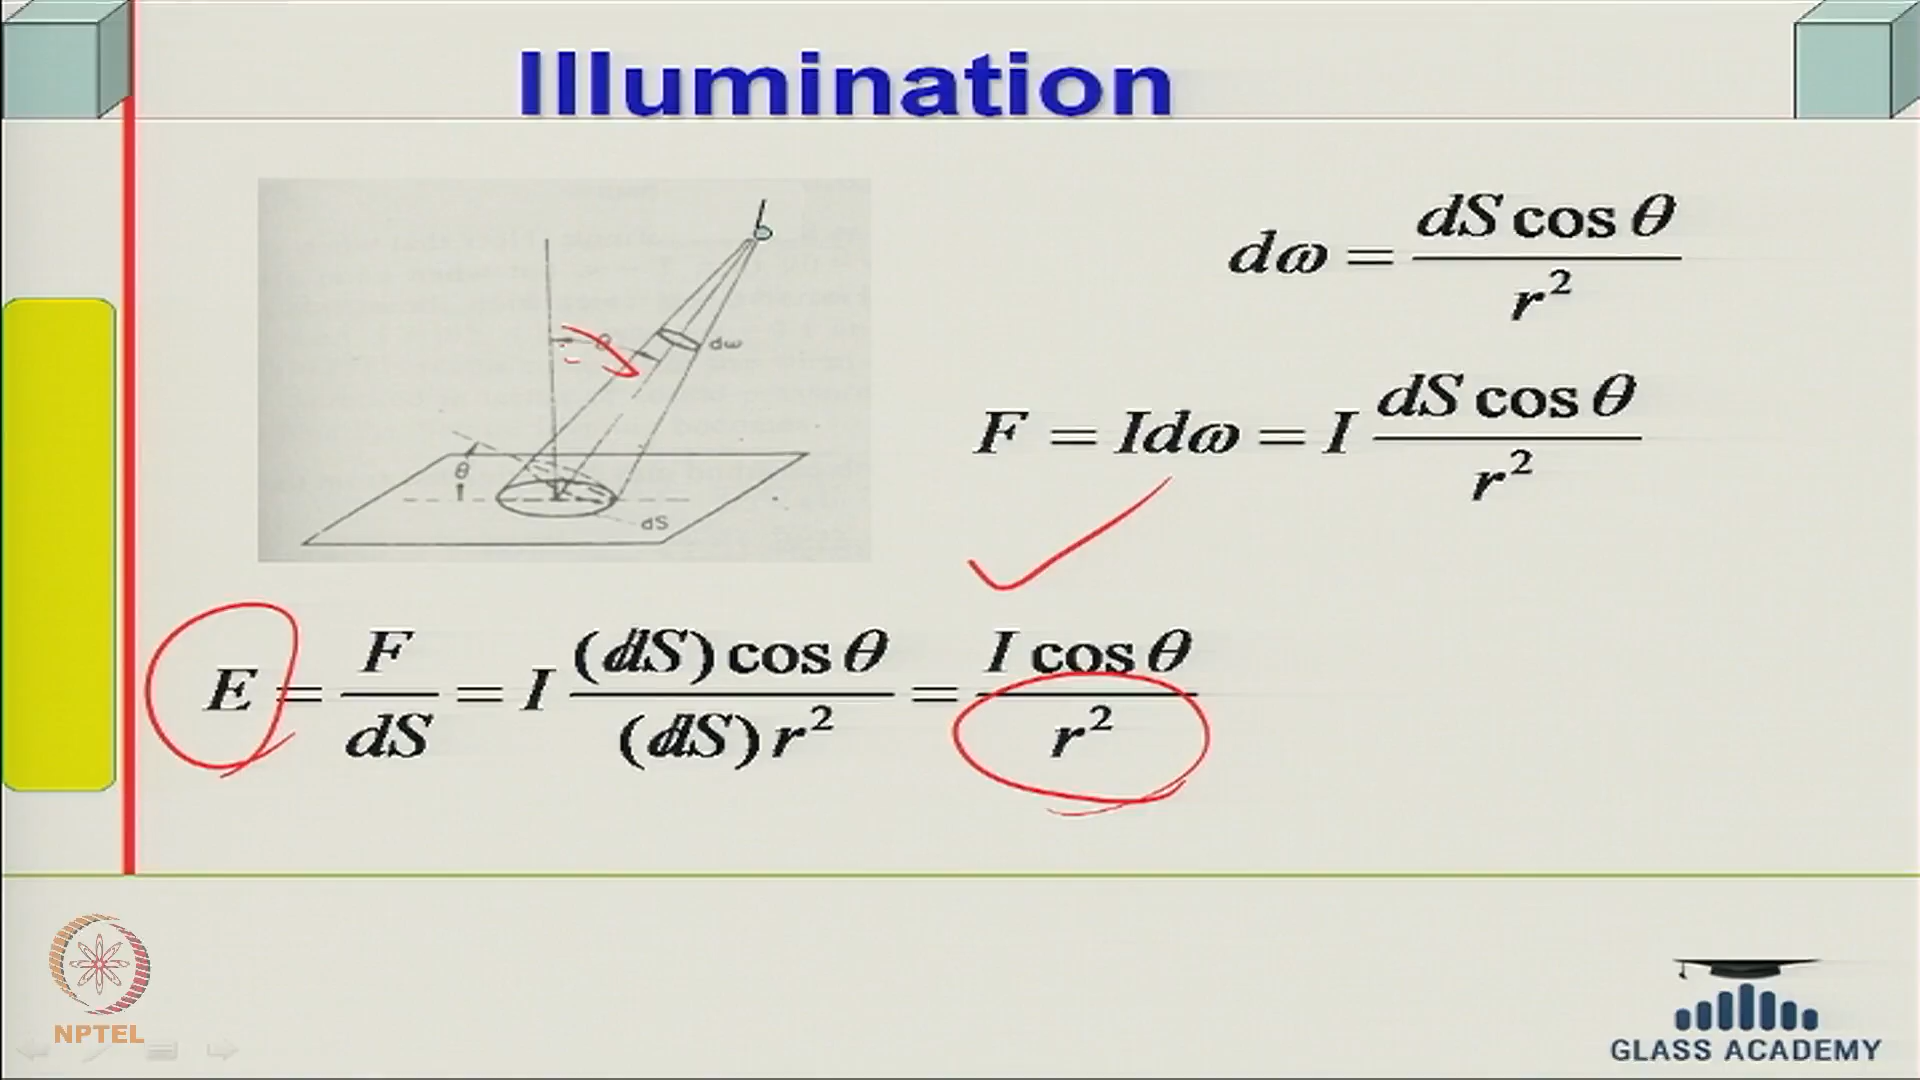 Illumination
b
θ
dω
θ
dS
dω = dS cos θ / r²
F = Idω = I dS cos θ / r²
E = F / dS = I (dS) cos θ / (dS) r² = I cos θ / r²
NPTEL
GLASS ACADEMY